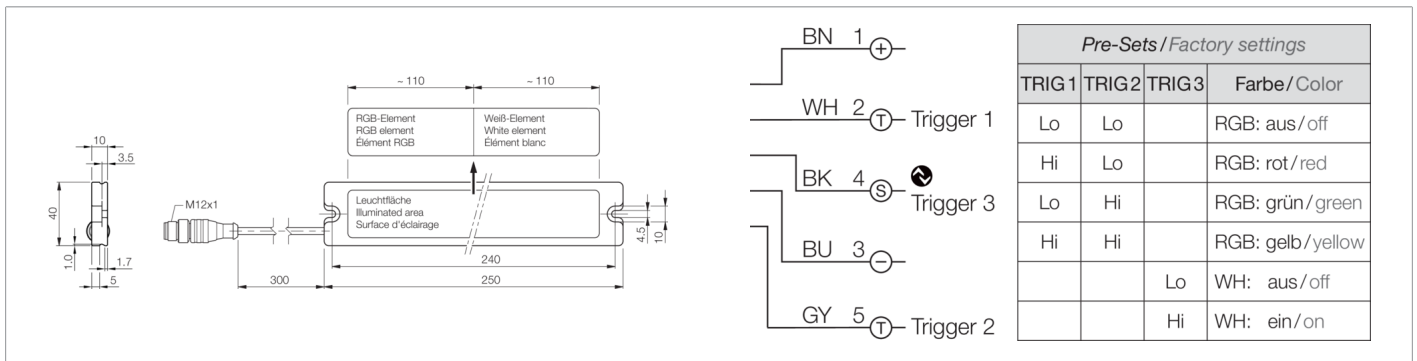 ~ 110 ~ 110
RGB-Element Weiß-Element
RGB element White element
Élément RGB Élément blanc
10
3.5
40
1.0
1.7
5
M12x1
Leuchtfläche
Illuminated area
Surface d'éclairage
4.5
10
240
300 250
BN 1 +
WH 2 T Trigger 1
BK 4 S
Trigger 3
BU 3 −
GY 5 T Trigger 2
Pre-Sets / Factory settings
TRIG1 TRIG2 TRIG3 Farbe / Color
Lo Lo RGB: aus / off
Hi Lo RGB: rot / red
Lo Hi RGB: grün / green
Hi Hi RGB: gelb / yellow
Lo WH: aus / off
Hi WH: ein / on